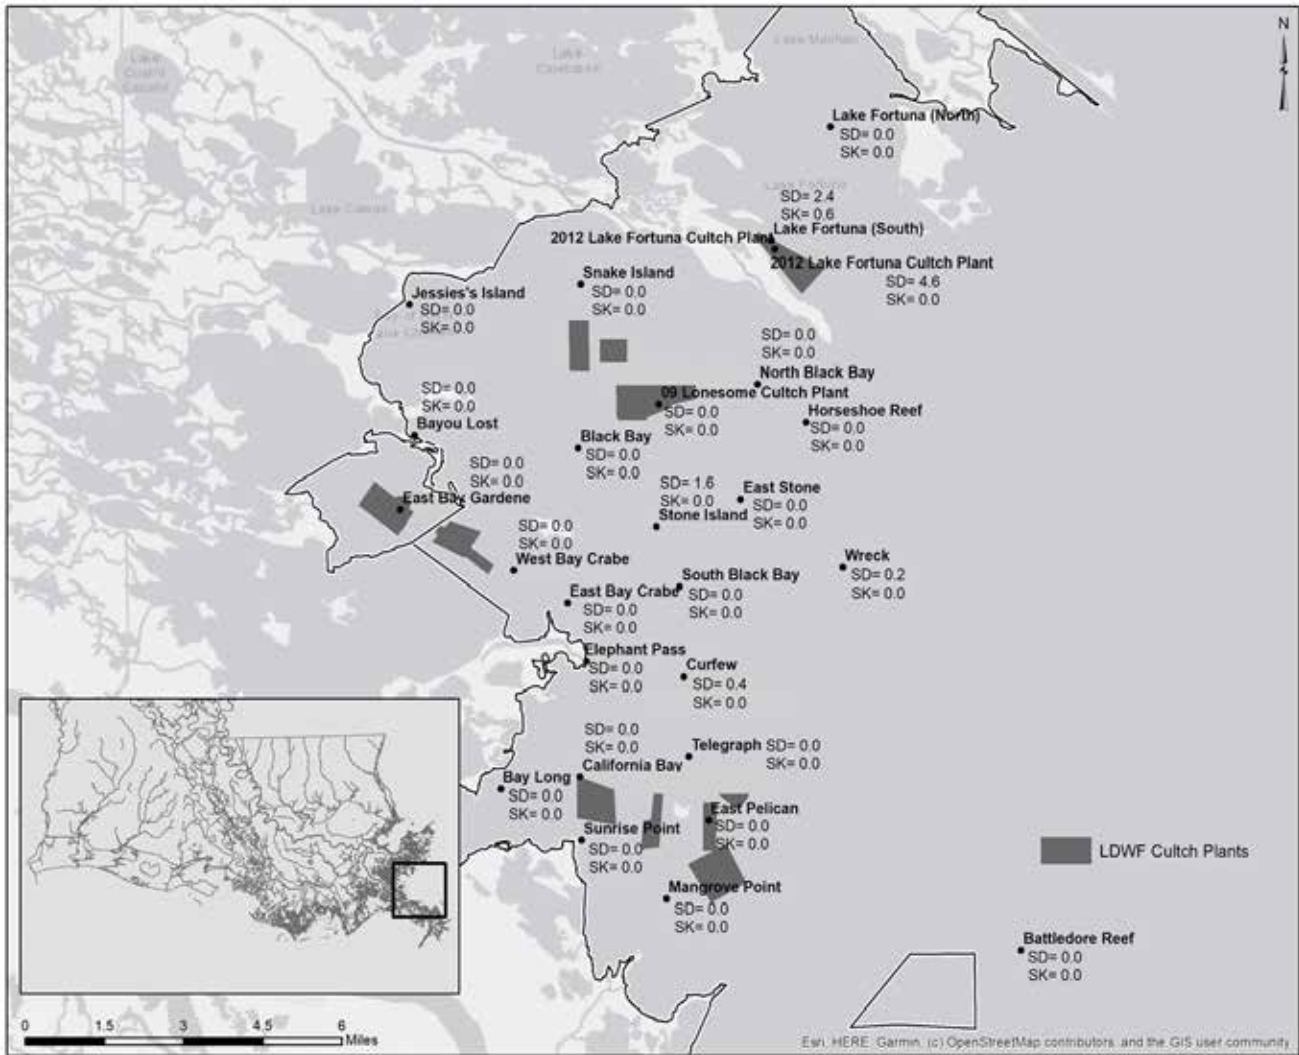 N
Lake
Lake Fortuna (North)
SD= 0.0
SK= 0.0
Lake Fortuna
SD= 2.4
SK= 0.6
Lake Fortuna (South)
2012 Lake Fortuna Cultch Plant
2012 Lake Fortuna Cultch Plant
SD= 4.6
SK= 0.0
Snake Island
SD= 0.0
SK= 0.0
Jessies's Island
SD= 0.0
SK= 0.0
SD= 0.0
SK= 0.0
North Black Bay
09 Lonesome Cultch Plant
SD= 0.0
SK= 0.0
Horseshoe Reef
SD= 0.0
SK= 0.0
SD= 0.0
SK= 0.0
Bayou Lost
Black Bay
SD= 0.0
SK= 0.0
SD= 0.0
SK= 0.0
East Bay Gardene
SD= 1.6
SK= 0.0
Stone Island
East Stone
SD= 0.0
SK= 0.0
SD= 0.0
SK= 0.0
West Bay Crabe
Wreck
SD= 0.2
SK= 0.0
South Black Bay
SD= 0.0
SK= 0.0
East Bay Crabe
SD= 0.0
SK= 0.0
Elephant Pass
SD= 0.0
SK= 0.0
Curfew
SD= 0.4
SK= 0.0
SD= 0.0
SK= 0.0
California Bay
Telegraph SD= 0.0
SK= 0.0
Bay Long
SD= 0.0
SK= 0.0
East Pelican
SD= 0.0
SK= 0.0
Sunrise Point
SD= 0.0
SK= 0.0
Mangrove Point
SD= 0.0
SK= 0.0
LDWF Cultch Plants
Battledore Reef
SD= 0.0
SK= 0.0
0 1.5 3 4.5 6
Miles
Esri, HERE, Garmin, (c) OpenStreetMap contributors, and the GIS user community